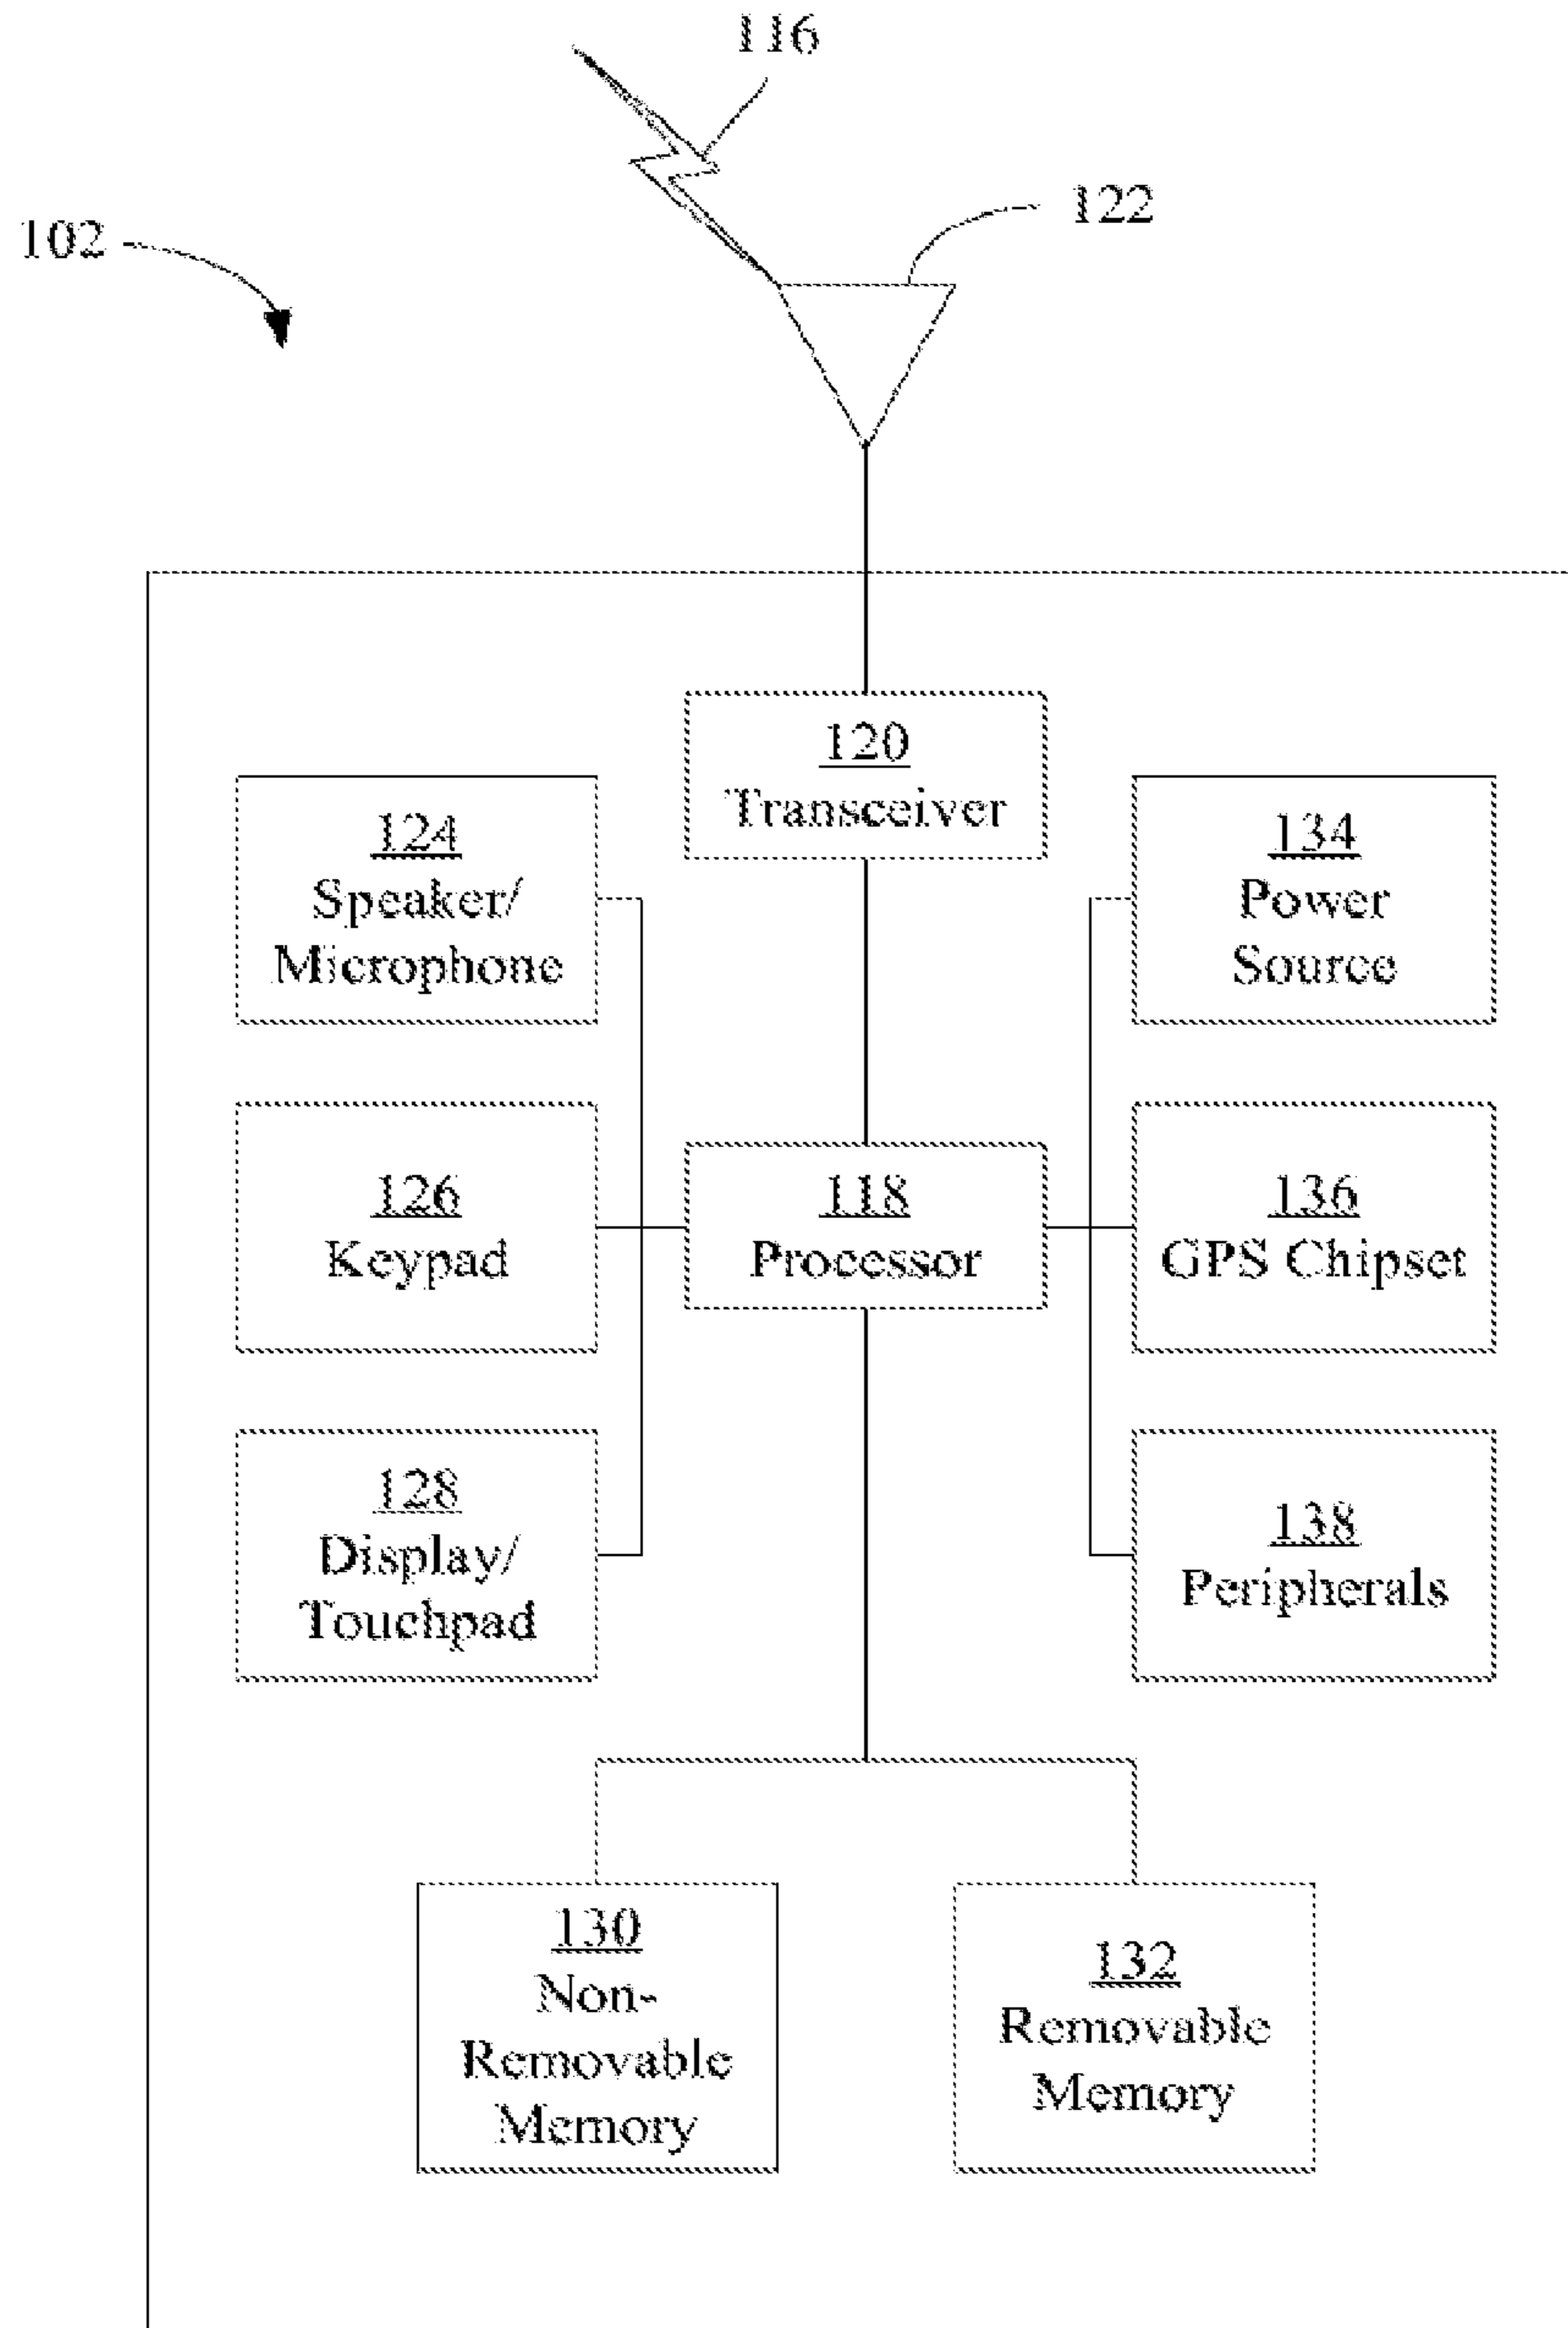 116
122
102
120
Transceiver
124
Speaker/
Microphone
134
Power
Source
126
Keypad
118
Processor
136
GPS Chipset
128
Display/
Touchpad
138
Peripherals
130
Non-
Removable
Memory
132
Removable
Memory